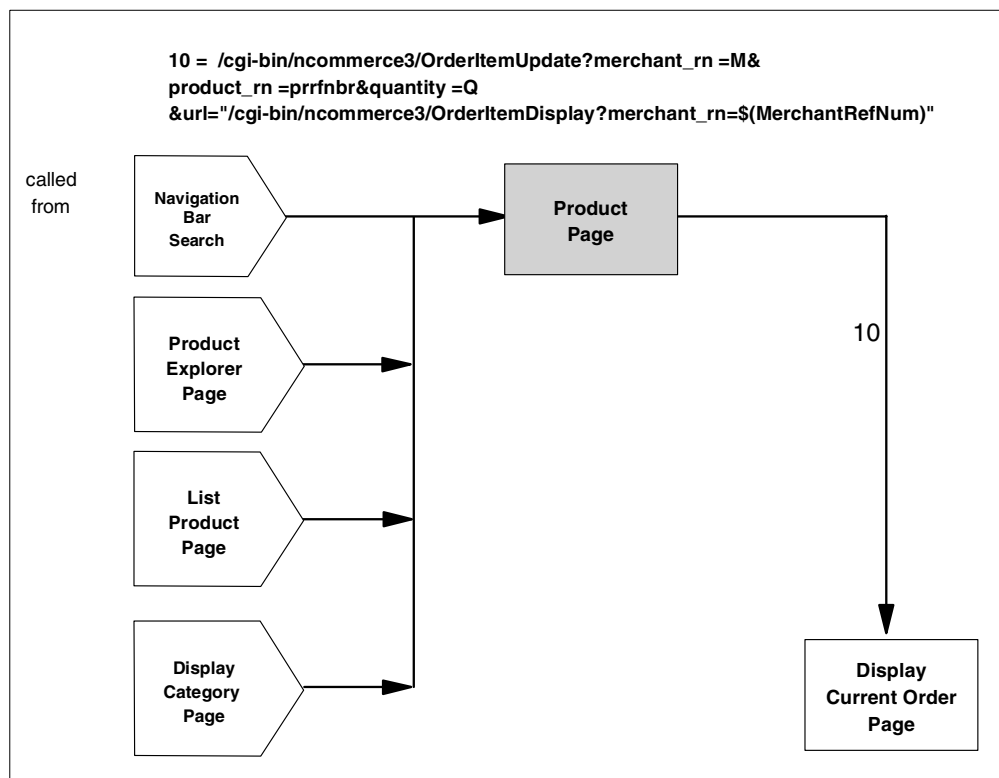 10 = /cgi-bin/ncommerce3/OrderItemUpdate?merchant_rn =M&
product_rn =prrfnbr&quantity =Q
&url="/cgi-bin/ncommerce3/OrderItemDisplay?merchant_rn=$(MerchantRefNum)"
called
from
Navigation
Bar
Search
Product
Page
10
Product
Explorer
Page
List
Product
Page
Display
Category
Page
Display
Current Order
Page